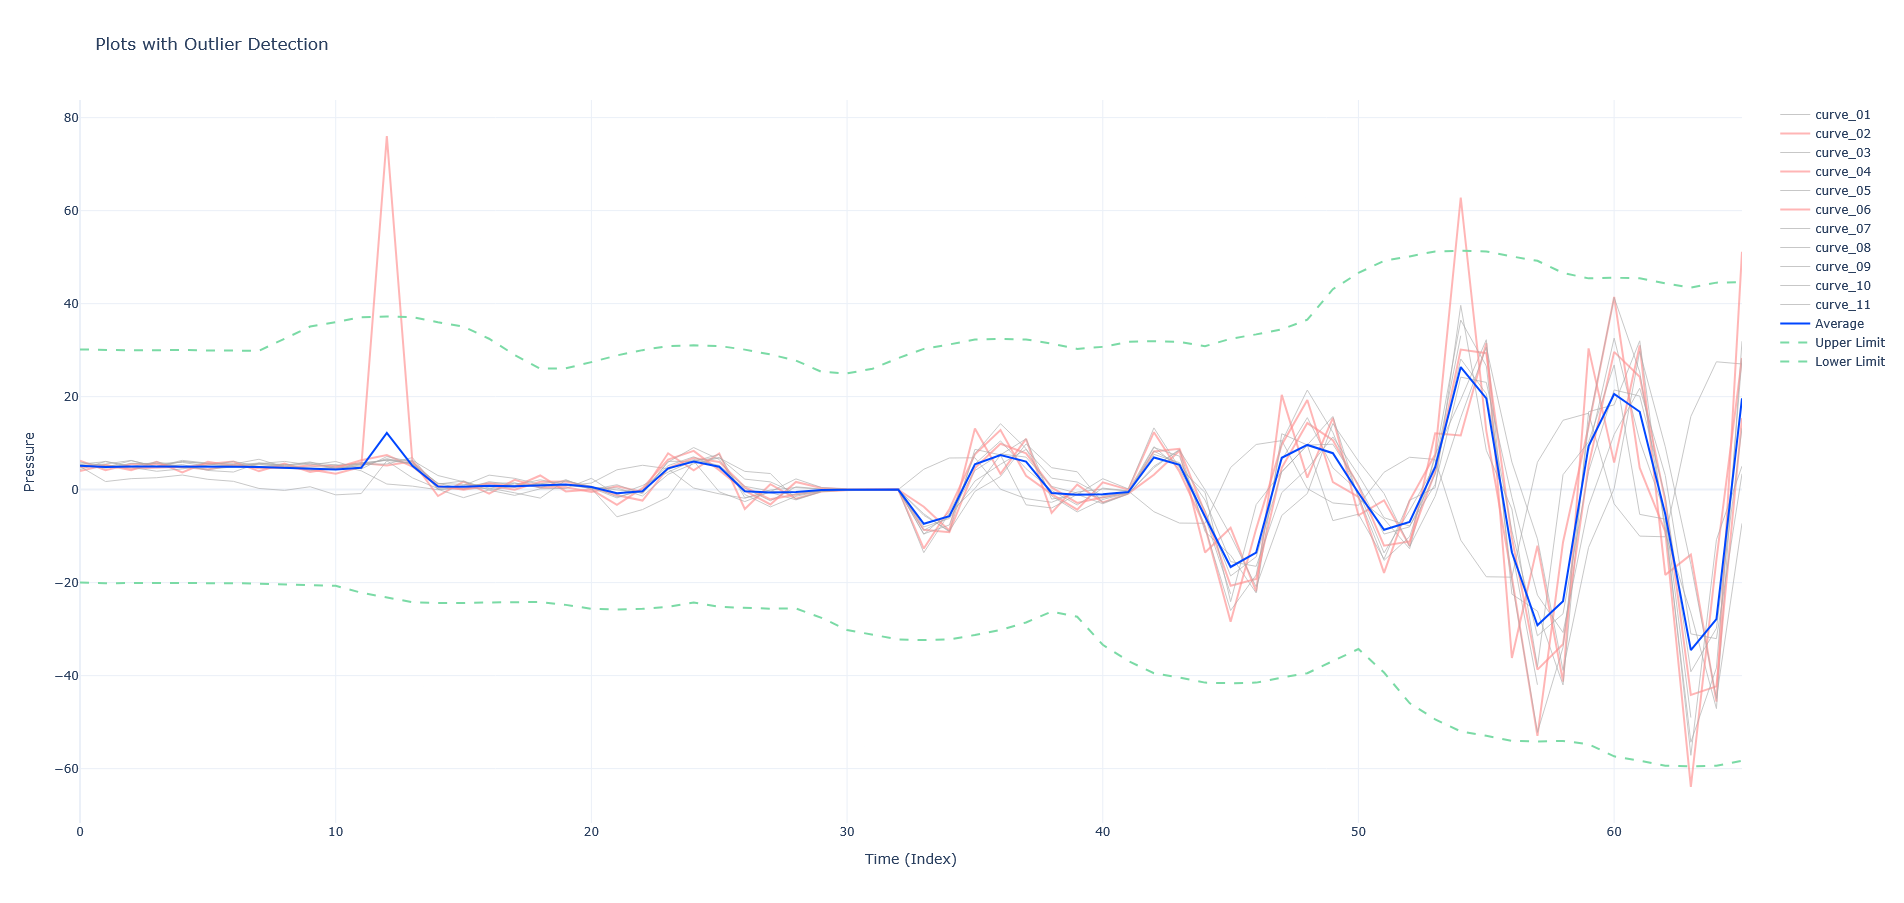 Plots with Outlier Detection
80
60
40
20
0
−20
−40
−60
Pressure
0 10 20 30 40 50 60
Time (Index)
curve_01
curve_02
curve_03
curve_04
curve_05
curve_06
curve_07
curve_08
curve_09
curve_10
curve_11
Average
Upper Limit
Lower Limit